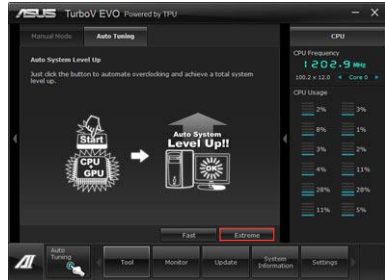 ASUS TurboV EVO Powered by TPU
Manual Mode
Auto Tuning
Auto System Level Up
Just click the button to automate overclocking and achieve a total system
level up.
Start
CPU
+
GPU
Auto System
Level Up!!
OK
Fast
Extreme
CPU
CPU Frequency
1202.9 MHz
100.2 x 12.0
Core 0
CPU Usage
2% 3%
8% 1%
3% 2%
4% 11%
28% 28%
11% 5%
Auto
Tuning
Tool
Monitor
Update
System
Information
Settings